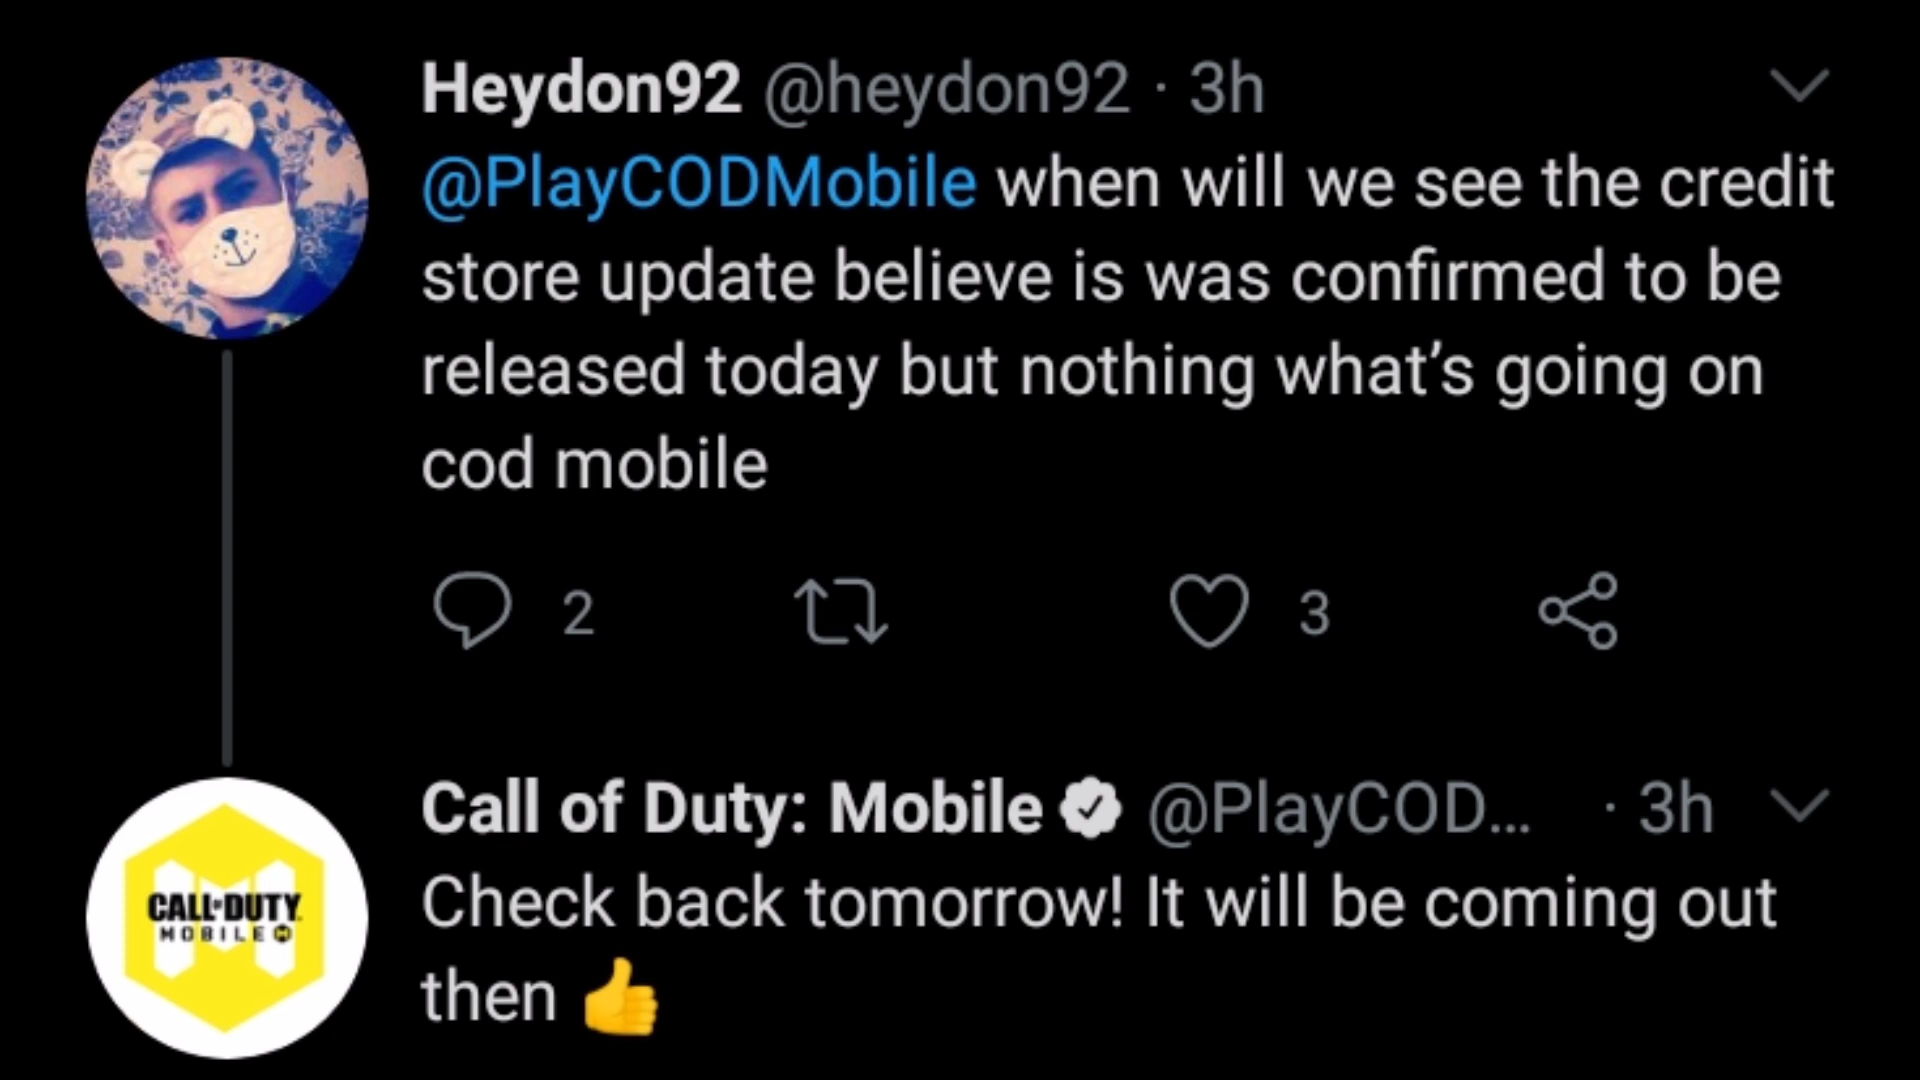 Heydon92 @heydon92 · 3h
@PlayCODMobile when will we see the credit
store update believe is was confirmed to be
released today but nothing what’s going on
cod mobile
2 3
Call of Duty: Mobile @PlayCOD... · 3h
CALL OF DUTY
MOBILE
Check back tomorrow! It will be coming out
then 👍